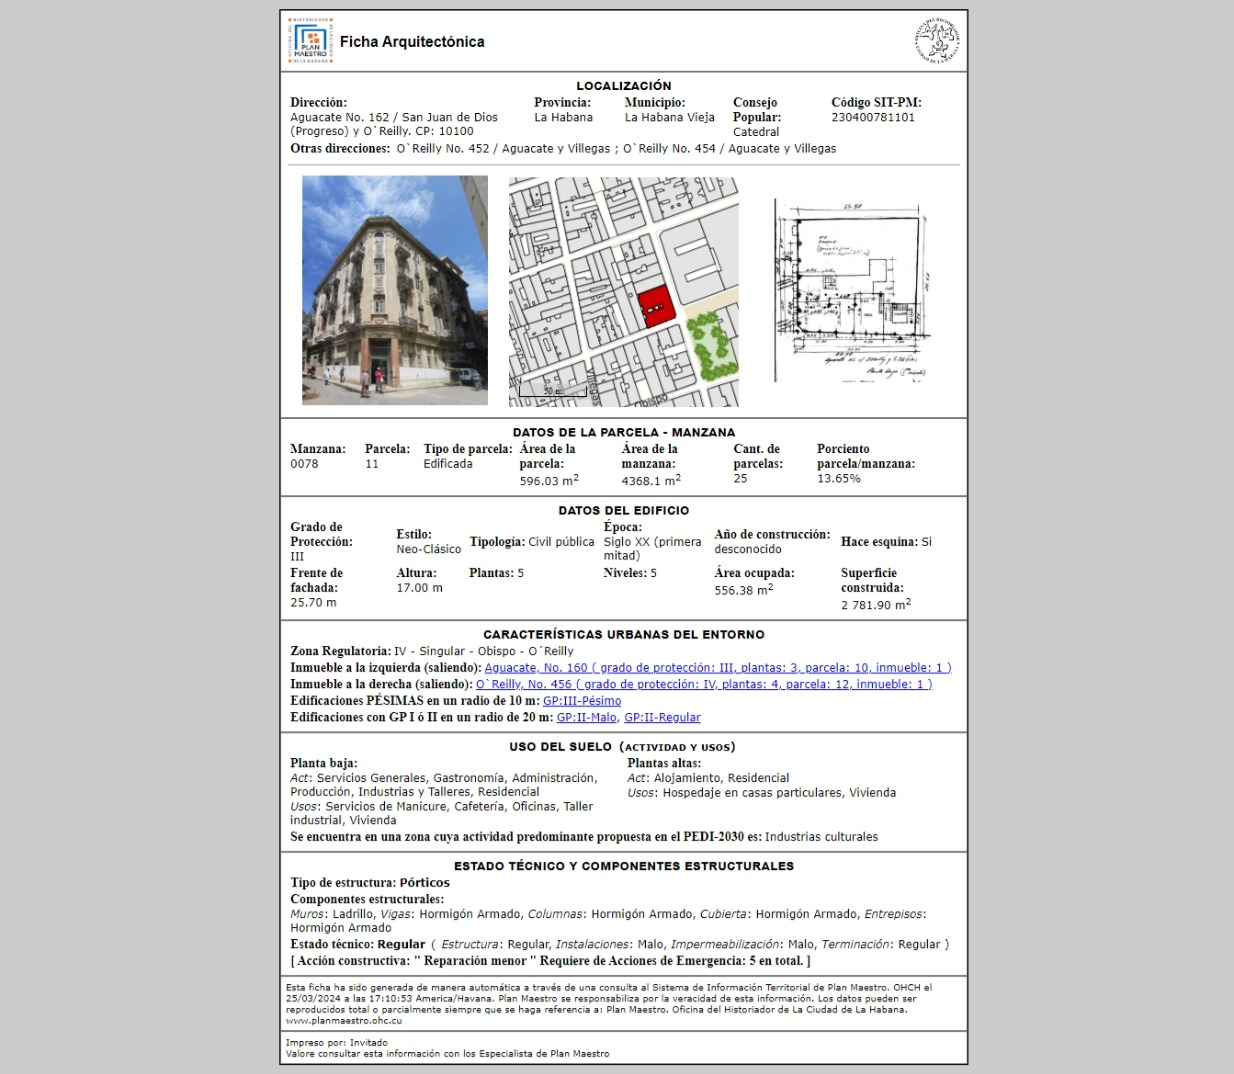 PLAN
MAESTRO
DE LA HABANA
Ficha Arquitectónica
LOCALIZACIÓN
Dirección:
Aguacate No. 162 / San Juan de Dios
(Progreso) y O`Reilly. CP: 10100
Provincia:
La Habana
Municipio:
La Habana Vieja
Consejo
Popular:
Catedral
Código SIT-PM:
230400781101
Otras direcciones: O`Reilly No. 452 / Aguacate y Villegas ; O`Reilly No. 454 / Aguacate y Villegas
Villegas
Obispo
DATOS DE LA PARCELA - MANZANA
Manzana:
0078
Parcela:
11
Tipo de parcela:
Edificada
Área de la
parcela:
596.03 m²
Área de la
manzana:
4368.1 m²
Cant. de
parcelas:
25
Porciento
parcela/manzana:
13.65%
DATOS DEL EDIFICIO
Grado de
Protección:
III
Estilo:
Neo-Clásico
Tipología: Civil pública
Época:
Siglo XX (primera
mitad)
Año de construcción:
desconocido
Hace esquina: Si
Frente de
fachada:
25.70 m
Altura:
17.00 m
Plantas: 5
Niveles: 5
Área ocupada:
556.38 m²
Superficie
construida:
2 781.90 m²
CARACTERÍSTICAS URBANAS DEL ENTORNO
Zona Regulatoria: IV - Singular - Obispo - O´Reilly
Inmueble a la izquierda (saliendo): Aguacate, No. 160 ( grado de protección: III, plantas: 3, parcela: 10, inmueble: 1 )
Inmueble a la derecha (saliendo): O`Reilly, No. 456 ( grado de protección: IV, plantas: 4, parcela: 12, inmueble: 1 )
Edificaciones PÉSIMAS en un radio de 10 m: GP:III-Pésimo
Edificaciones con GP I ó II en un radio de 20 m: GP:II-Malo, GP:II-Regular
USO DEL SUELO (ACTIVIDAD Y USOS)
Planta baja:
Act: Servicios Generales, Gastronomía, Administración,
Producción, Industrias y Talleres, Residencial
Usos: Servicios de Manicure, Cafetería, Oficinas, Taller
industrial, Vivienda
Plantas altas:
Act: Alojamiento, Residencial
Usos: Hospedaje en casas particulares, Vivienda
Se encuentra en una zona cuya actividad predominante propuesta en el PEDI-2030 es: Industrias culturales
ESTADO TÉCNICO Y COMPONENTES ESTRUCTURALES
Tipo de estructura: Pórticos
Componentes estructurales:
Muros: Ladrillo, Vigas: Hormigón Armado, Columnas: Hormigón Armado, Cubierta: Hormigón Armado, Entrepisos:
Hormigón Armado
Estado técnico: Regular ( Estructura: Regular, Instalaciones: Malo, Impermeabilización: Malo, Terminación: Regular )
[ Acción constructiva: " Reparación menor " Requiere de Acciones de Emergencia: 5 en total. ]
Esta ficha ha sido generada de manera automática a través de una consulta al Sistema de Información Territorial de Plan Maestro. OHCH el
25/03/2024 a las 17:10:53 America/Havana. Plan Maestro se responsabiliza por la veracidad de esta información. Los datos pueden ser
reproducidos total o parcialmente siempre que se haga referencia a: Plan Maestro. Oficina del Historiador de La Ciudad de La Habana.
www.planmaestro.ohc.cu
Impreso por: Invitado
Valore consultar esta información con los Especialista de Plan Maestro